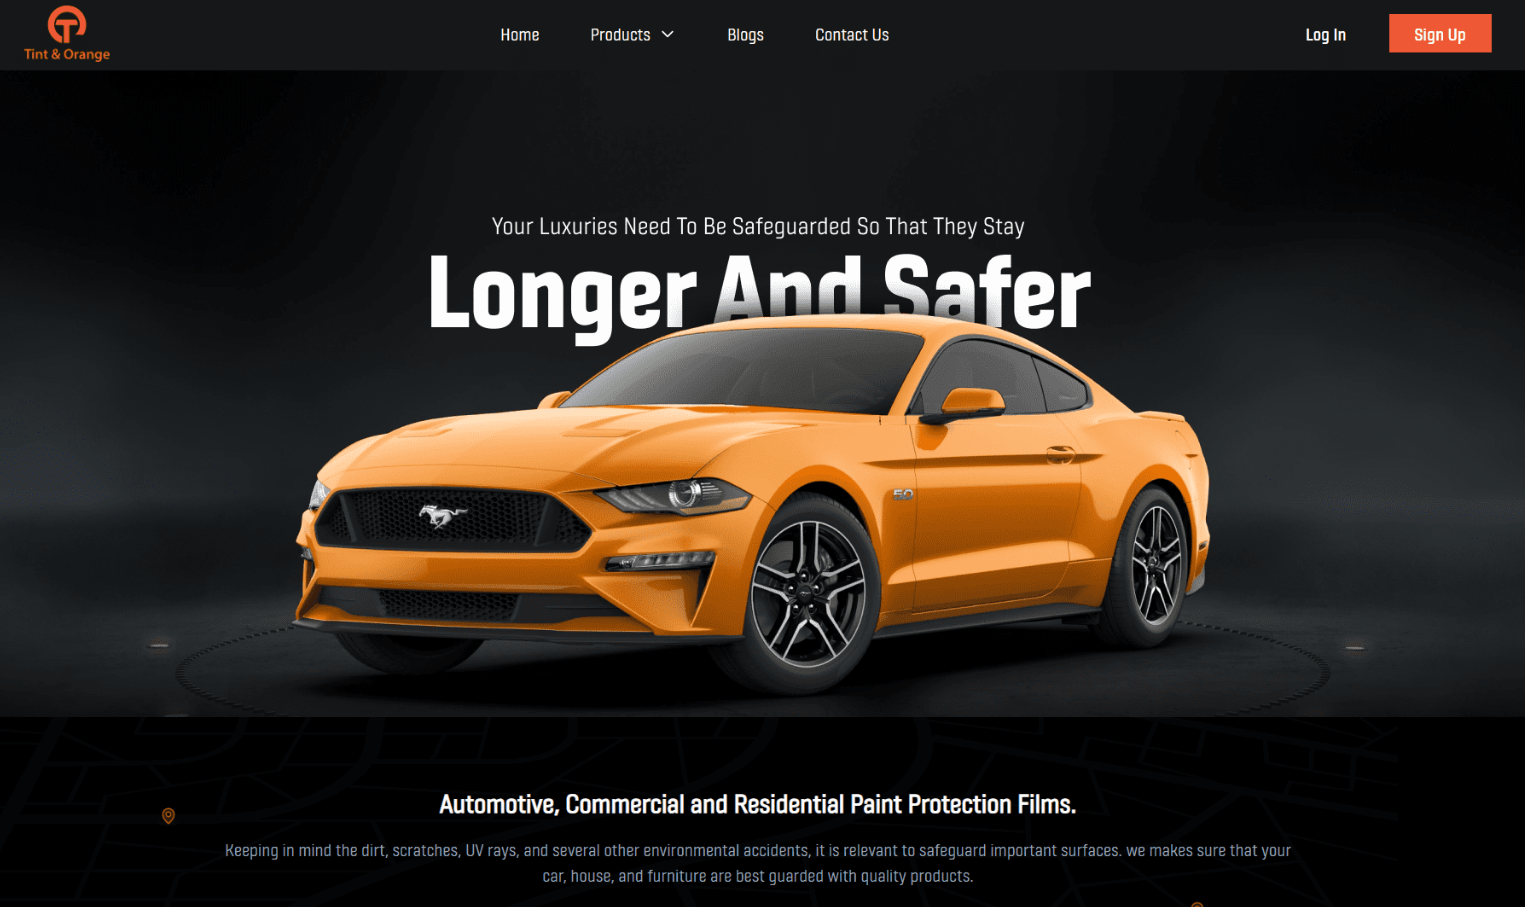 Tint & Orange
Home Products Blogs Contact Us Log In Sign Up
Your Luxuries Need To Be Safeguarded So That They Stay
Longer And Safer
5.0
Automotive, Commercial and Residential Paint Protection Films.
Keeping in mind the dirt, scratches, UV rays, and several other environmental accidents, it is relevant to safeguard important surfaces. we makes sure that your
car, house, and furniture are best guarded with quality products.